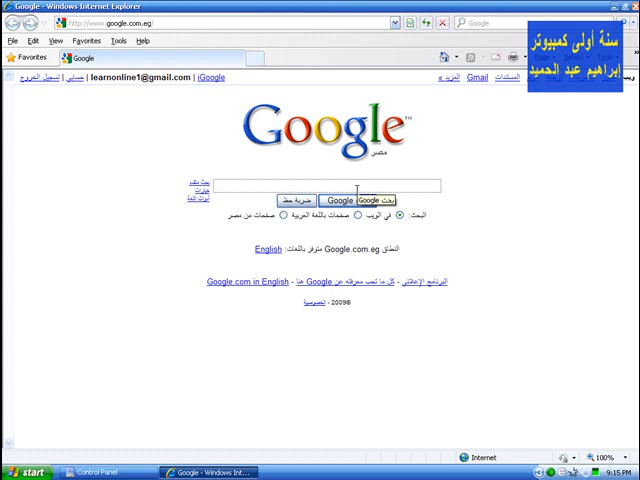 Google - Windows Internet Explorer
http://www.google.com.eg/
File Edit View Favorites Tools Help
Favorites Google
سنة أولى كمبيوتر
إبراهيم عبد الحميد
تسجيل الخروج | حسابي | learnonline1@gmail.com | iGoogle
المزيد Gmail المستندات
ويب
Google™
مصر
بحث متقدم
خيارات
أدوات اللغة
ضربة حظ Google بحث Google
البحث: في الويب صفحات باللغة العربية صفحات من مصر
النطاق Google.com.eg متوفر باللغات: English
البرنامج الإعلاني - كل ما تحب معرفته عن Google هنا - Google.com in English
©2009 - الخصوصية
Internet 100%
start Control Panel Google - Windows Int... 9:15 PM